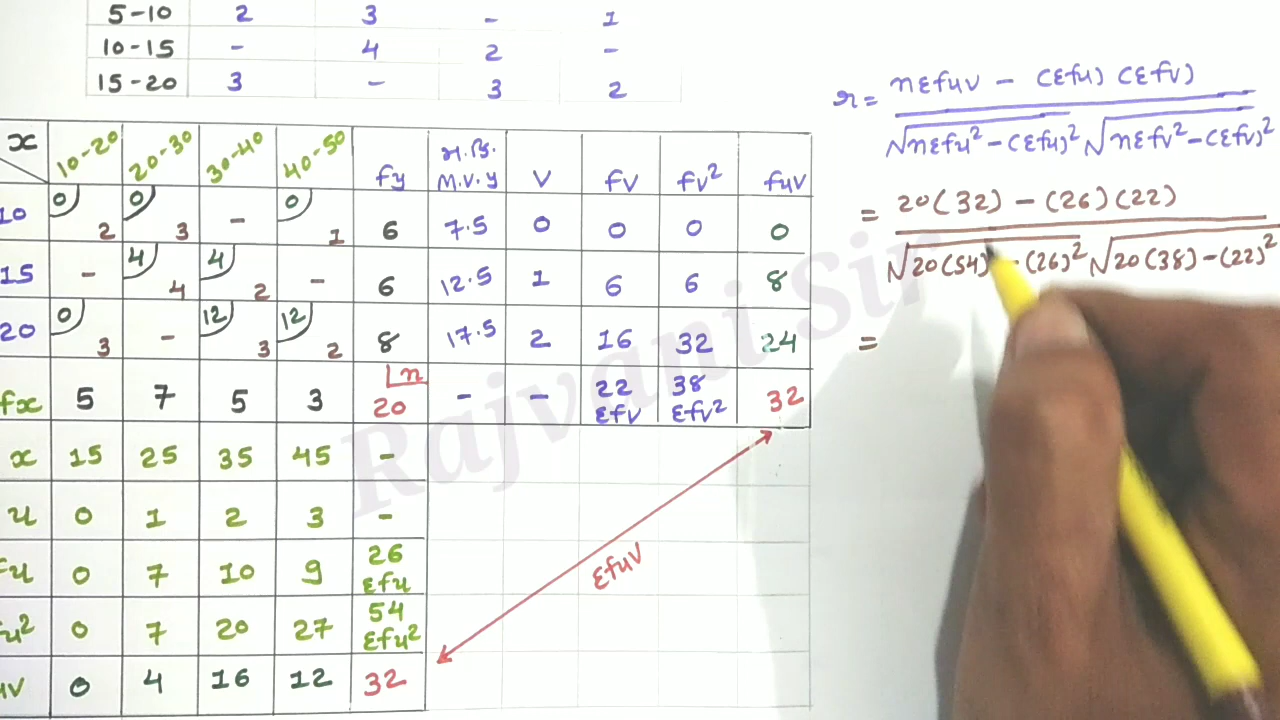 5-10 2 3 - 1
10-15 - 4 2 -
15-20 3 - 3 2
x 10-20 20-30 30-40 40-50 fy म.बि. M.V.y V fv fv² fuv
10 0 2 0 3 - 0 1 6 7.5 0 0 0 0
15 - 4 4 4 2 - 6 12.5 1 6 6 8
20 0 3 - 12 3 12 2 8 17.5 2 16 32 24
fx 5 7 5 3 n 20 - - 22 Σfv 38 Σfv² 32
x 15 25 35 45 -
u 0 1 2 3 -
fu 0 7 10 9 26 Σfu
fu² 0 7 20 27 54 Σfu²
uv 0 4 16 12 32
Σfuv
r = nΣfuv - (Σfu) (Σfv)
√nΣfu² - (Σfu)² √nΣfv² - (Σfv)²
= 20(32) - (26)(22)
√20(54) - (26)² √20(38) - (22)²
=
Rajvani Sir